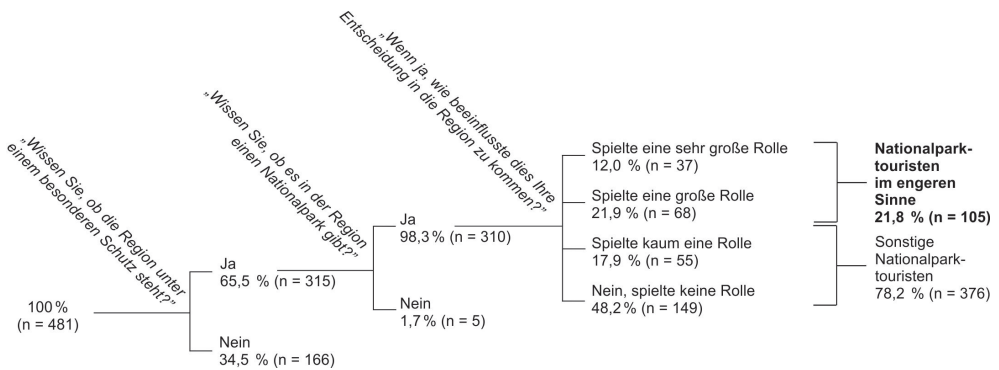 „Wissen Sie, ob die Region unter
einem besonderen Schutz steht?"
„Wissen Sie, ob es in der Region
einen Nationalpark gibt?"
„Wenn ja, wie beeinflusste dies Ihre
Entscheidung in die Region zu kommen?"
100 %
(n = 481)
Ja
65,5 % (n = 315)
Nein
34,5 % (n = 166)
Ja
98,3 % (n = 310)
Nein
1,7 % (n = 5)
Spielte eine sehr große Rolle
12,0 % (n = 37)
Spielte eine große Rolle
21,9 % (n = 68)
Spielte kaum eine Rolle
17,9 % (n = 55)
Nein, spielte keine Rolle
48,2 % (n = 149)
Nationalpark-
touristen
im engeren
Sinne
21,8 % (n = 105)
Sonstige
Nationalpark-
touristen
78,2 % (n = 376)